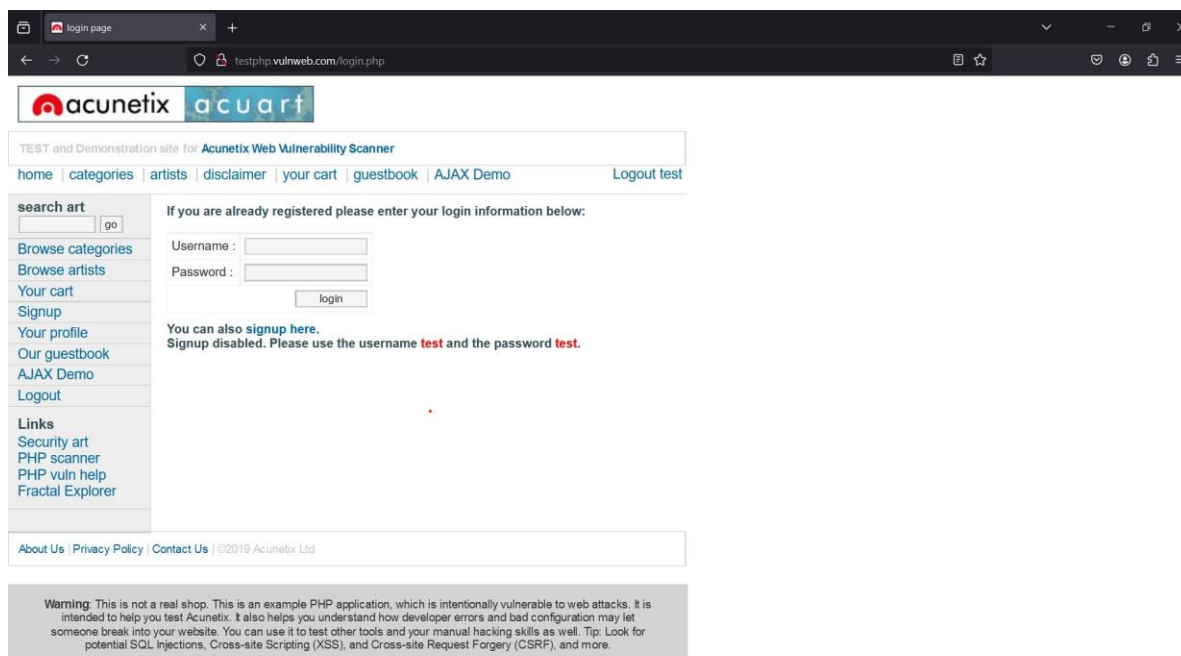 login page
testphp.vulnweb.com/login.php
acunetix acuart
TEST and Demonstration site for Acunetix Web Vulnerability Scanner
home | categories | artists | disclaimer | your cart | guestbook | AJAX Demo Logout test
search art
go
Browse categories
Browse artists
Your cart
Signup
Your profile
Our guestbook
AJAX Demo
Logout
Links
Security art
PHP scanner
PHP vuln help
Fractal Explorer
If you are already registered please enter your login information below:
Username :
Password :
login
You can also signup here.
Signup disabled. Please use the username test and the password test.
About Us | Privacy Policy | Contact Us | ©2019 Acunetix Ltd
Warning: This is not a real shop. This is an example PHP application, which is intentionally vulnerable to web attacks. It is
intended to help you test Acunetix. It also helps you understand how developer errors and bad configuration may let
someone break into your website. You can use it to test other tools and your manual hacking skills as well. Tip: Look for
potential SQL Injections, Cross-site Scripting (XSS), and Cross-site Request Forgery (CSRF), and more.